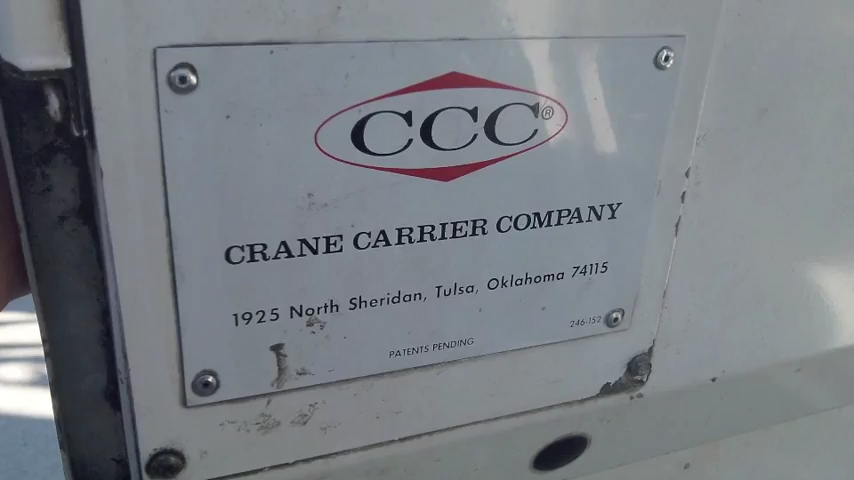 CCC®
CRANE CARRIER COMPANY
1925 North Sheridan, Tulsa, Oklahoma 74115
246-152
PATENTS PENDING